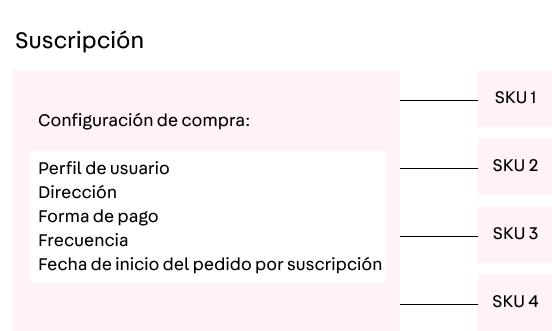 Suscripción
Configuración de compra:
Perfil de usuario
Dirección
Forma de pago
Frecuencia
Fecha de inicio del pedido por suscripción
SKU 1
SKU 2
SKU 3
SKU 4